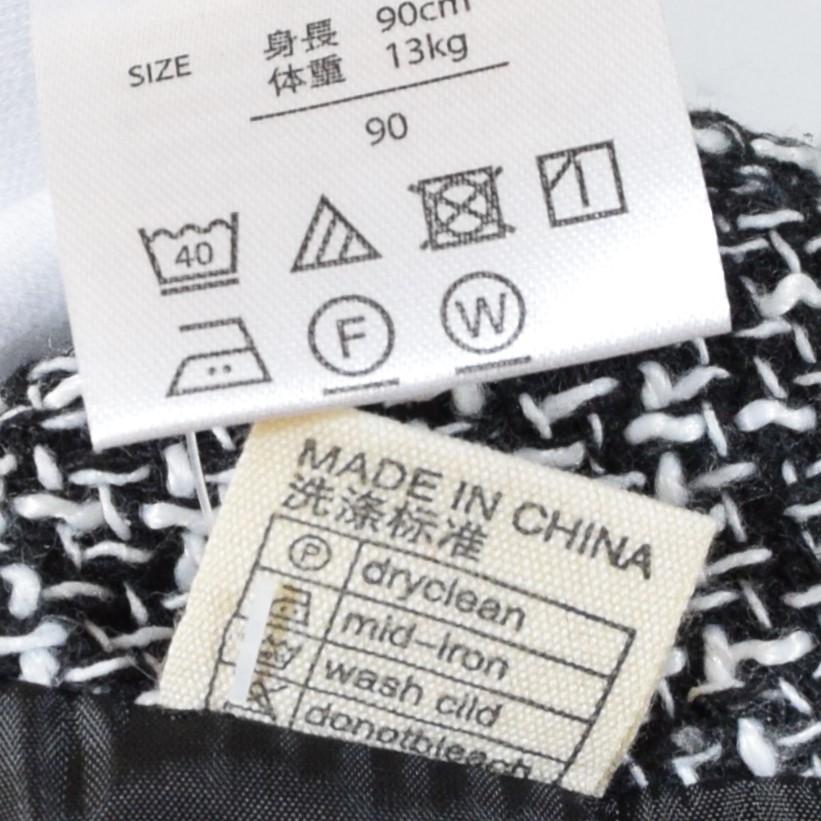 SIZE 身長 90cm
体重 13kg
90
40
F W
MADE IN CHINA
洗涤标准
P dryclean
mid-iron
wash cild
donotbleach